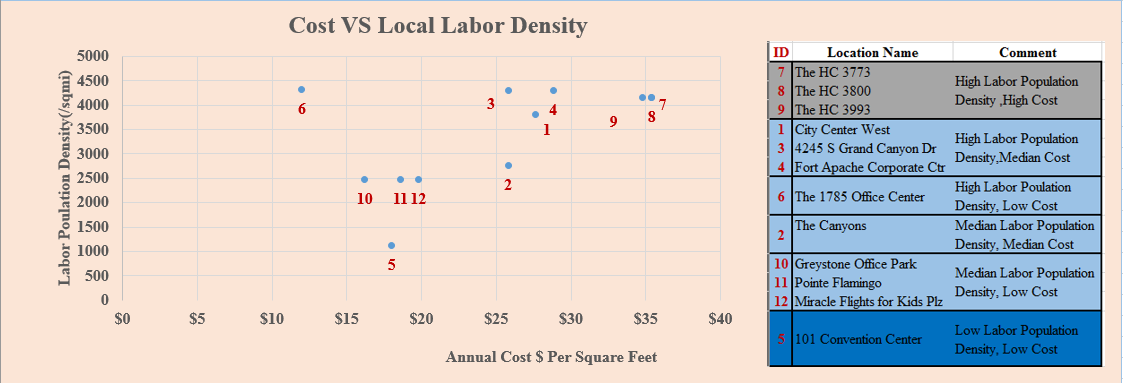 Cost VS Local Labor Density
Labor Poulation Density(/sqmi)
5000
4500
4000
3500
3000
2500
2000
1500
1000
500
0
6
3
4
1
9
8
7
2
10
11
12
5
$0
$5
$10
$15
$20
$25
$30
$35
$40
Annual Cost $ Per Square Feet
ID Location Name Comment
7 The HC 3773
8 The HC 3800
9 The HC 3993
High Labor Population
Density ,High Cost
1 City Center West
3 4245 S Grand Canyon Dr
4 Fort Apache Corporate Ctr
High Labor Population
Density,Median Cost
6 The 1785 Office Center
High Labor Poulation
Density, Low Cost
2 The Canyons
Median Labor Population
Density, Median Cost
10 Greystone Office Park
11 Pointe Flamingo
12 Miracle Flights for Kids Plz
Median Labor Population
Density, Low Cost
5 101 Convention Center
Low Labor Population
Density, Low Cost